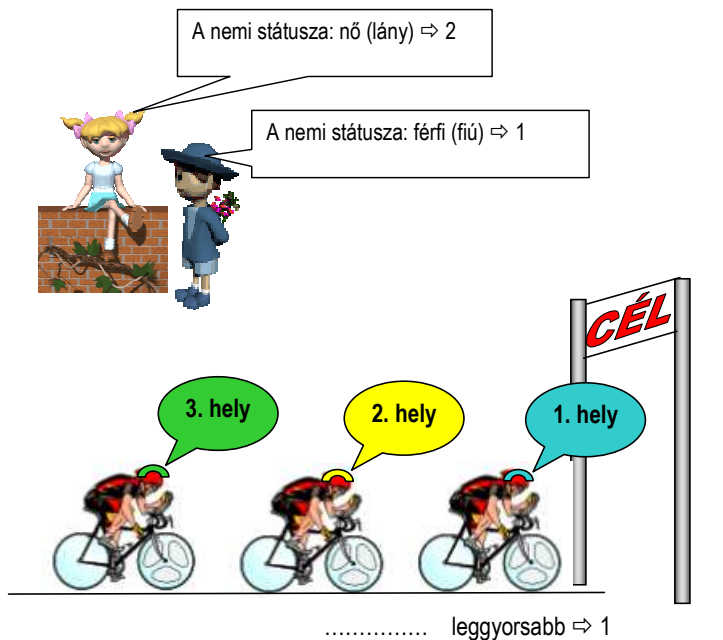 A nemi státusza: nő (lány) ⇨ 2
A nemi státusza: férfi (fiú) ⇨ 1
CÉL
3. hely
2. hely
1. hely
…………… leggyorsabb ⇨ 1